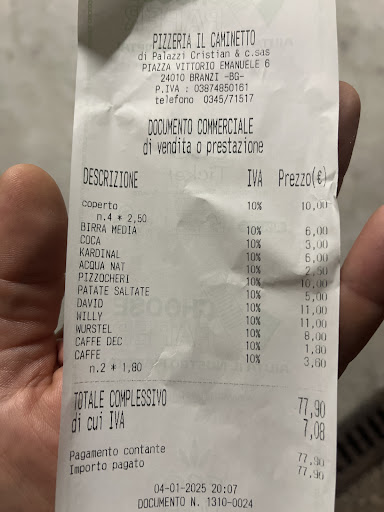 PIZZERIA IL CAMINETTO
di Palazzi Cristian & c.sas
PIAZZA VITTORIO EMANUELE 6
24010 BRANZI -BG-
P.IVA : 03874850161
telefono 0345/71517
DOCUMENTO COMMERCIALE
di vendita o prestazione
DESCRIZIONE IVA Prezzo(€)
coperto 10% 10,00
n.4 * 2,50
BIRRA MEDIA 10% 6,00
COCA 10% 3,00
KARDINAL 10% 6,00
ACQUA NAT 10% 2,50
PIZZOCHERI 10% 10,00
PATATE SALTATE 10% 5,00
DAVID 10% 11,00
WILLY 10% 11,00
WURSTEL 10% 8,00
CAFFE DEC 10% 1,80
CAFFE 10% 3,60
n.2 * 1,80
TOTALE COMPLESSIVO 77,90
di cui IVA 7,08
Pagamento contante 77,90
Importo pagato 77,90
04-01-2025 20:07
DOCUMENTO N. 1310-0024